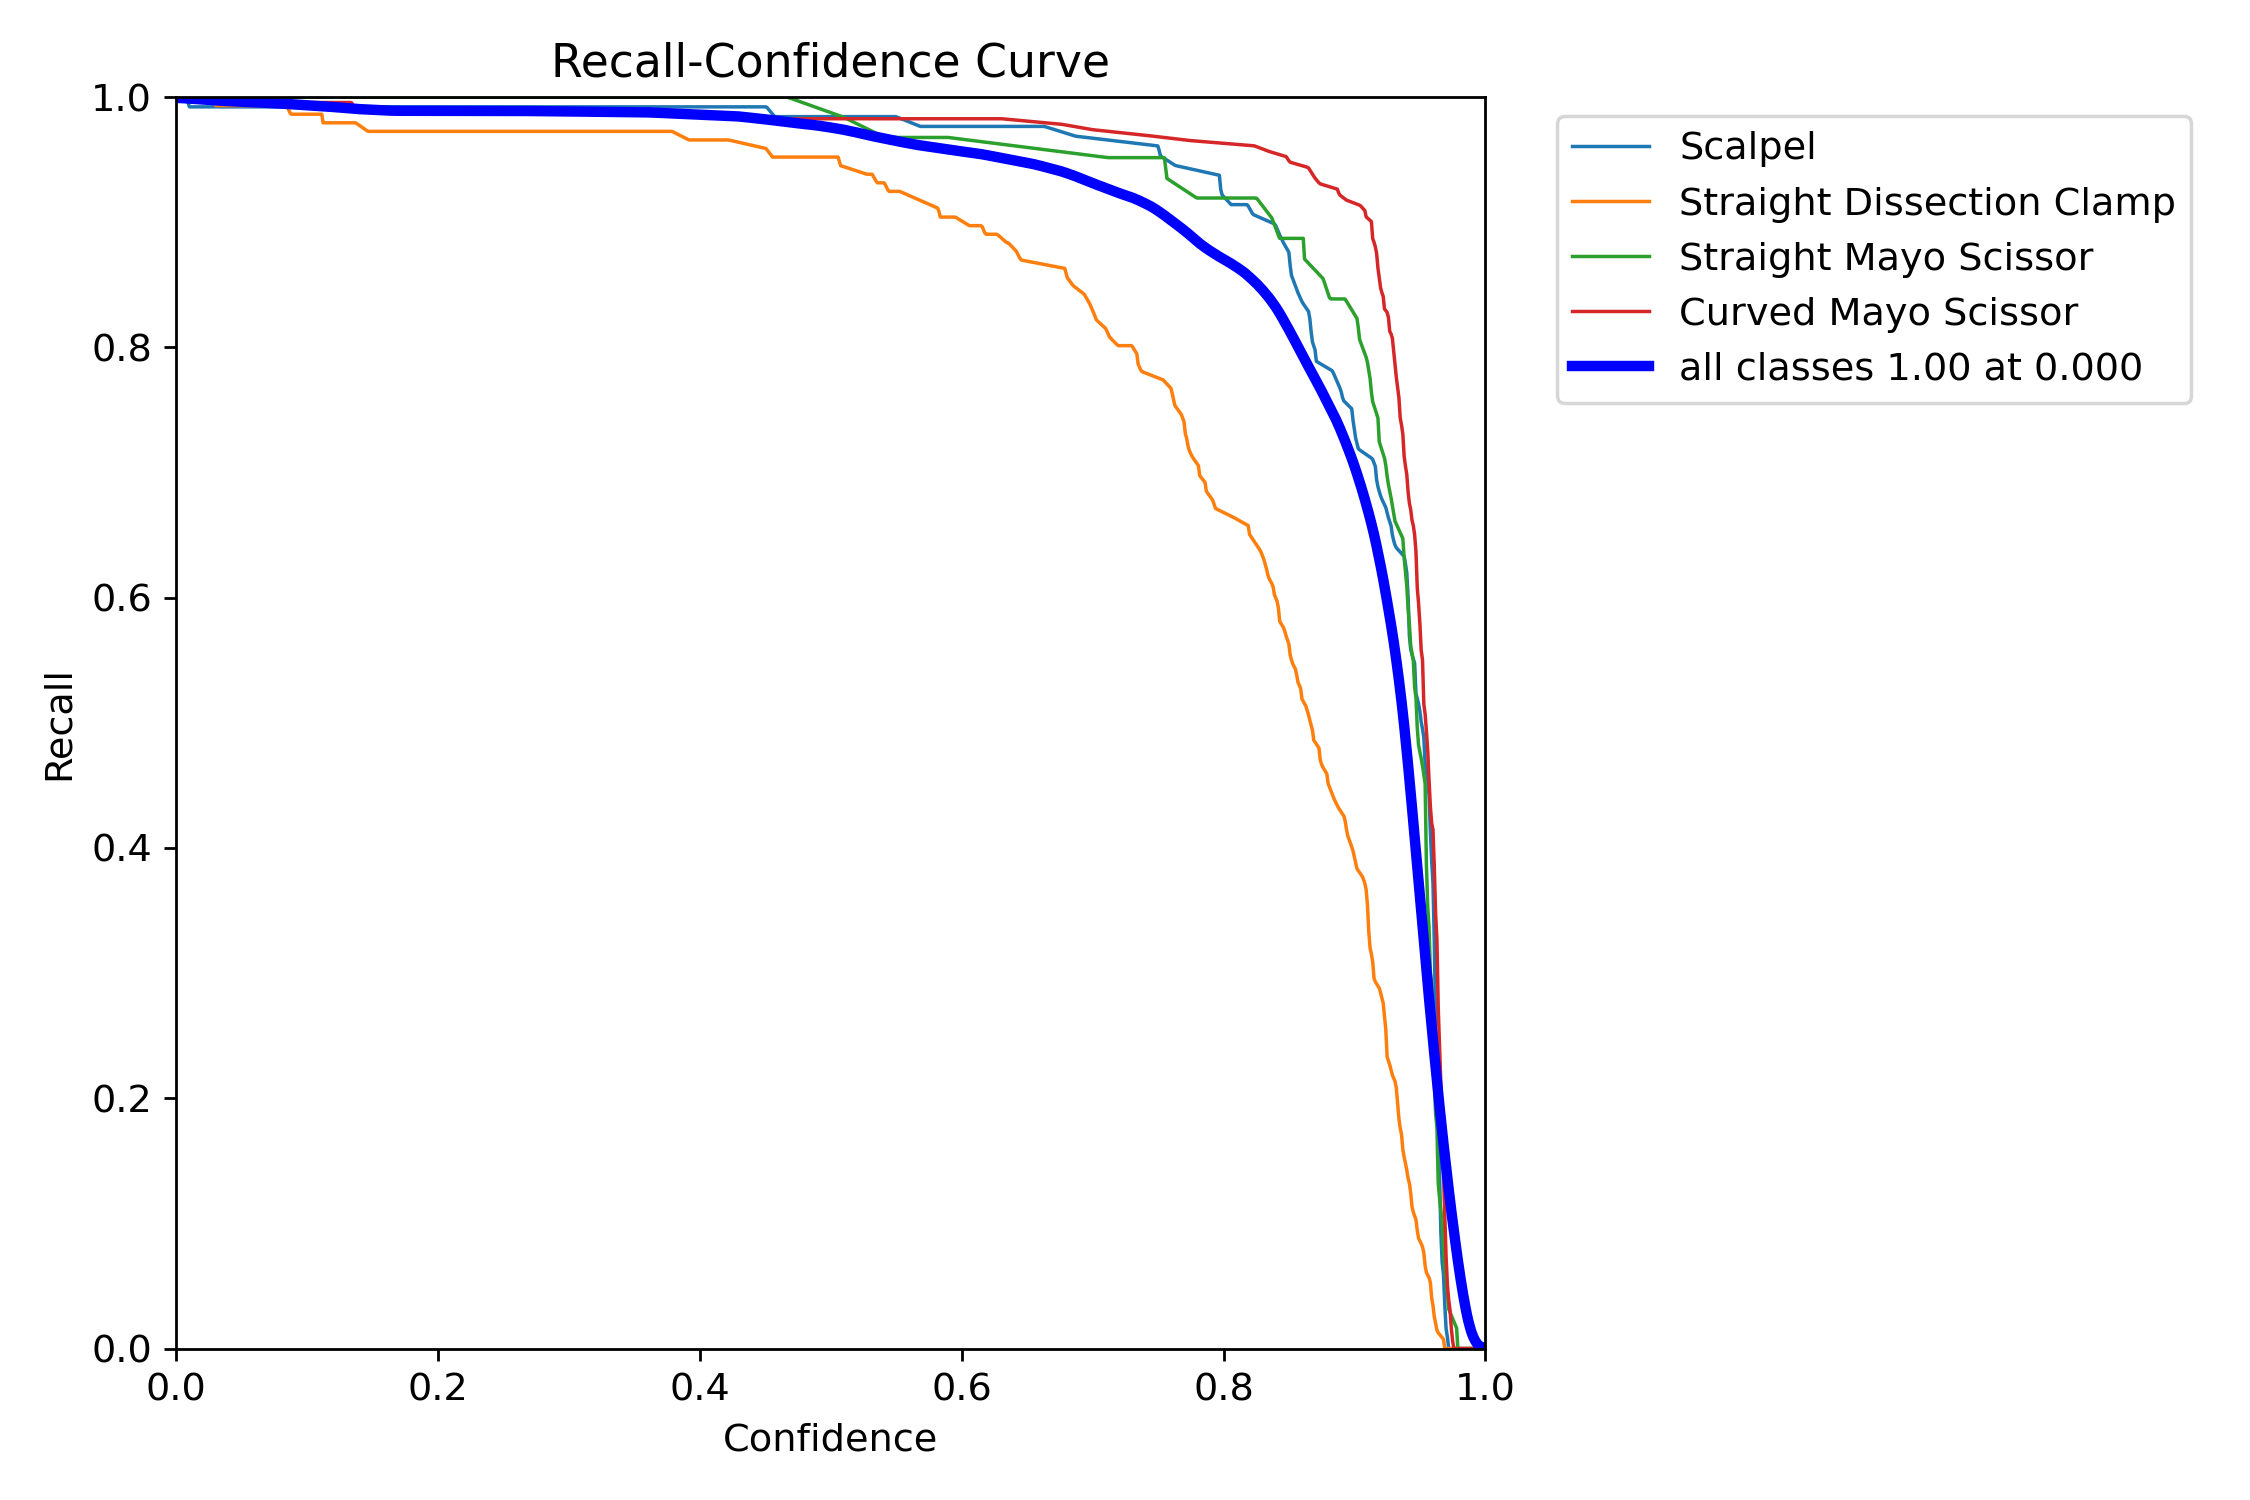 Recall-Confidence Curve
1.0
0.8
0.6
0.4
0.2
0.0
Recall
0.0 0.2 0.4 0.6 0.8 1.0
Confidence
Scalpel
Straight Dissection Clamp
Straight Mayo Scissor
Curved Mayo Scissor
all classes 1.00 at 0.000